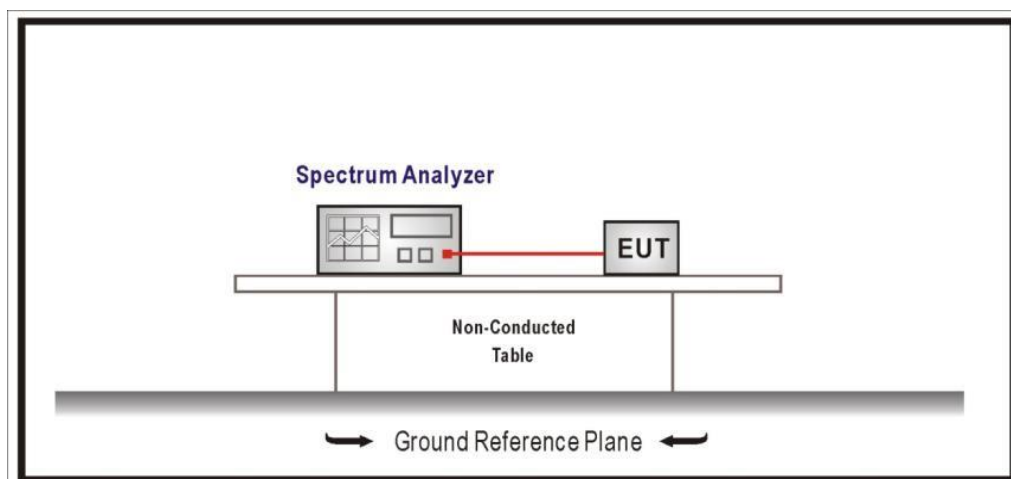 Spectrum Analyzer
EUT
Non-Conducted
Table
Ground Reference Plane